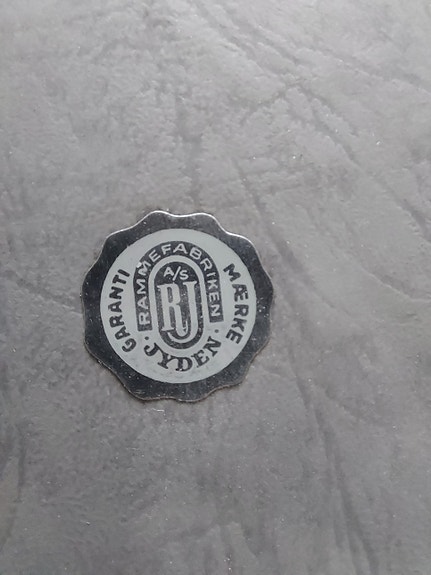 GARANTI MÆRKE
RAMMEFABRIKEN
A/S
RJ
· JYDEN ·